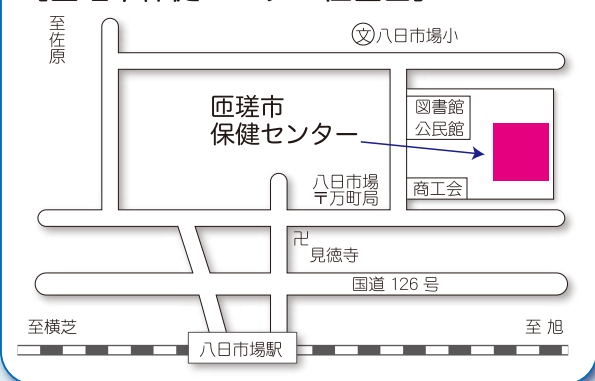 至佐原
文八日市場小
匝瑳市
保健センター
図書館
公民館
八日市場
〒万町局
商工会
卍
見徳寺
国道 126 号
至横芝
至 旭
八日市場駅